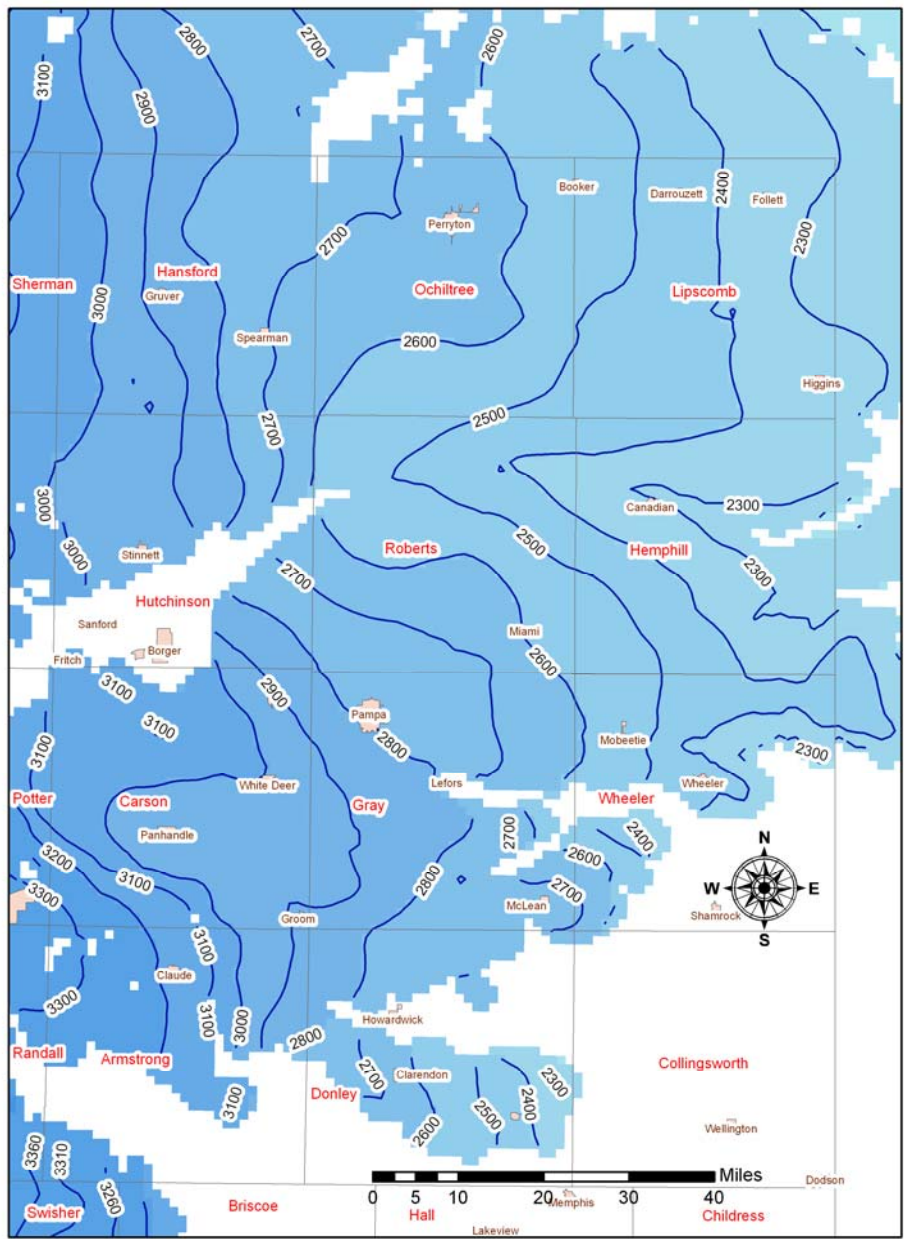 2800
2700
2600
3100
2900
2400
Booker
Darrouzett
Follett
Perryton
2700
2300
Hansford
Sherman
Gruver
Ochiltree
Lipscomb
3000
Spearman
2600
Higgins
2500
2700
3000
Canadian
2300
2500
Stinnett
3000
Roberts
Hemphill
2700
2300
Hutchinson
Sanford
Miami
Borger
Fritch
2600
3100
2900
3100
Pampa
3100
2800
Mobeetie
2300
White Deer
Lefors
Wheeler
Potter
Carson
Gray
Wheeler
2700
2400
Panhandle
N
3200
2600
3100
2800
3300
2700
W E
McLean
Shamrock
Groom
S
3100
Claude
3300
3000
3100
2800
Howardwick
Randall
Armstrong
Collingsworth
2700
Clarendon
2300
Donley
3100
2400
2500
2600
Wellington
3360
3310
Miles
Dodson
3260
0 5 10 20 30 40
Memphis
Briscoe
Swisher
Hall
Childress
Lakeview